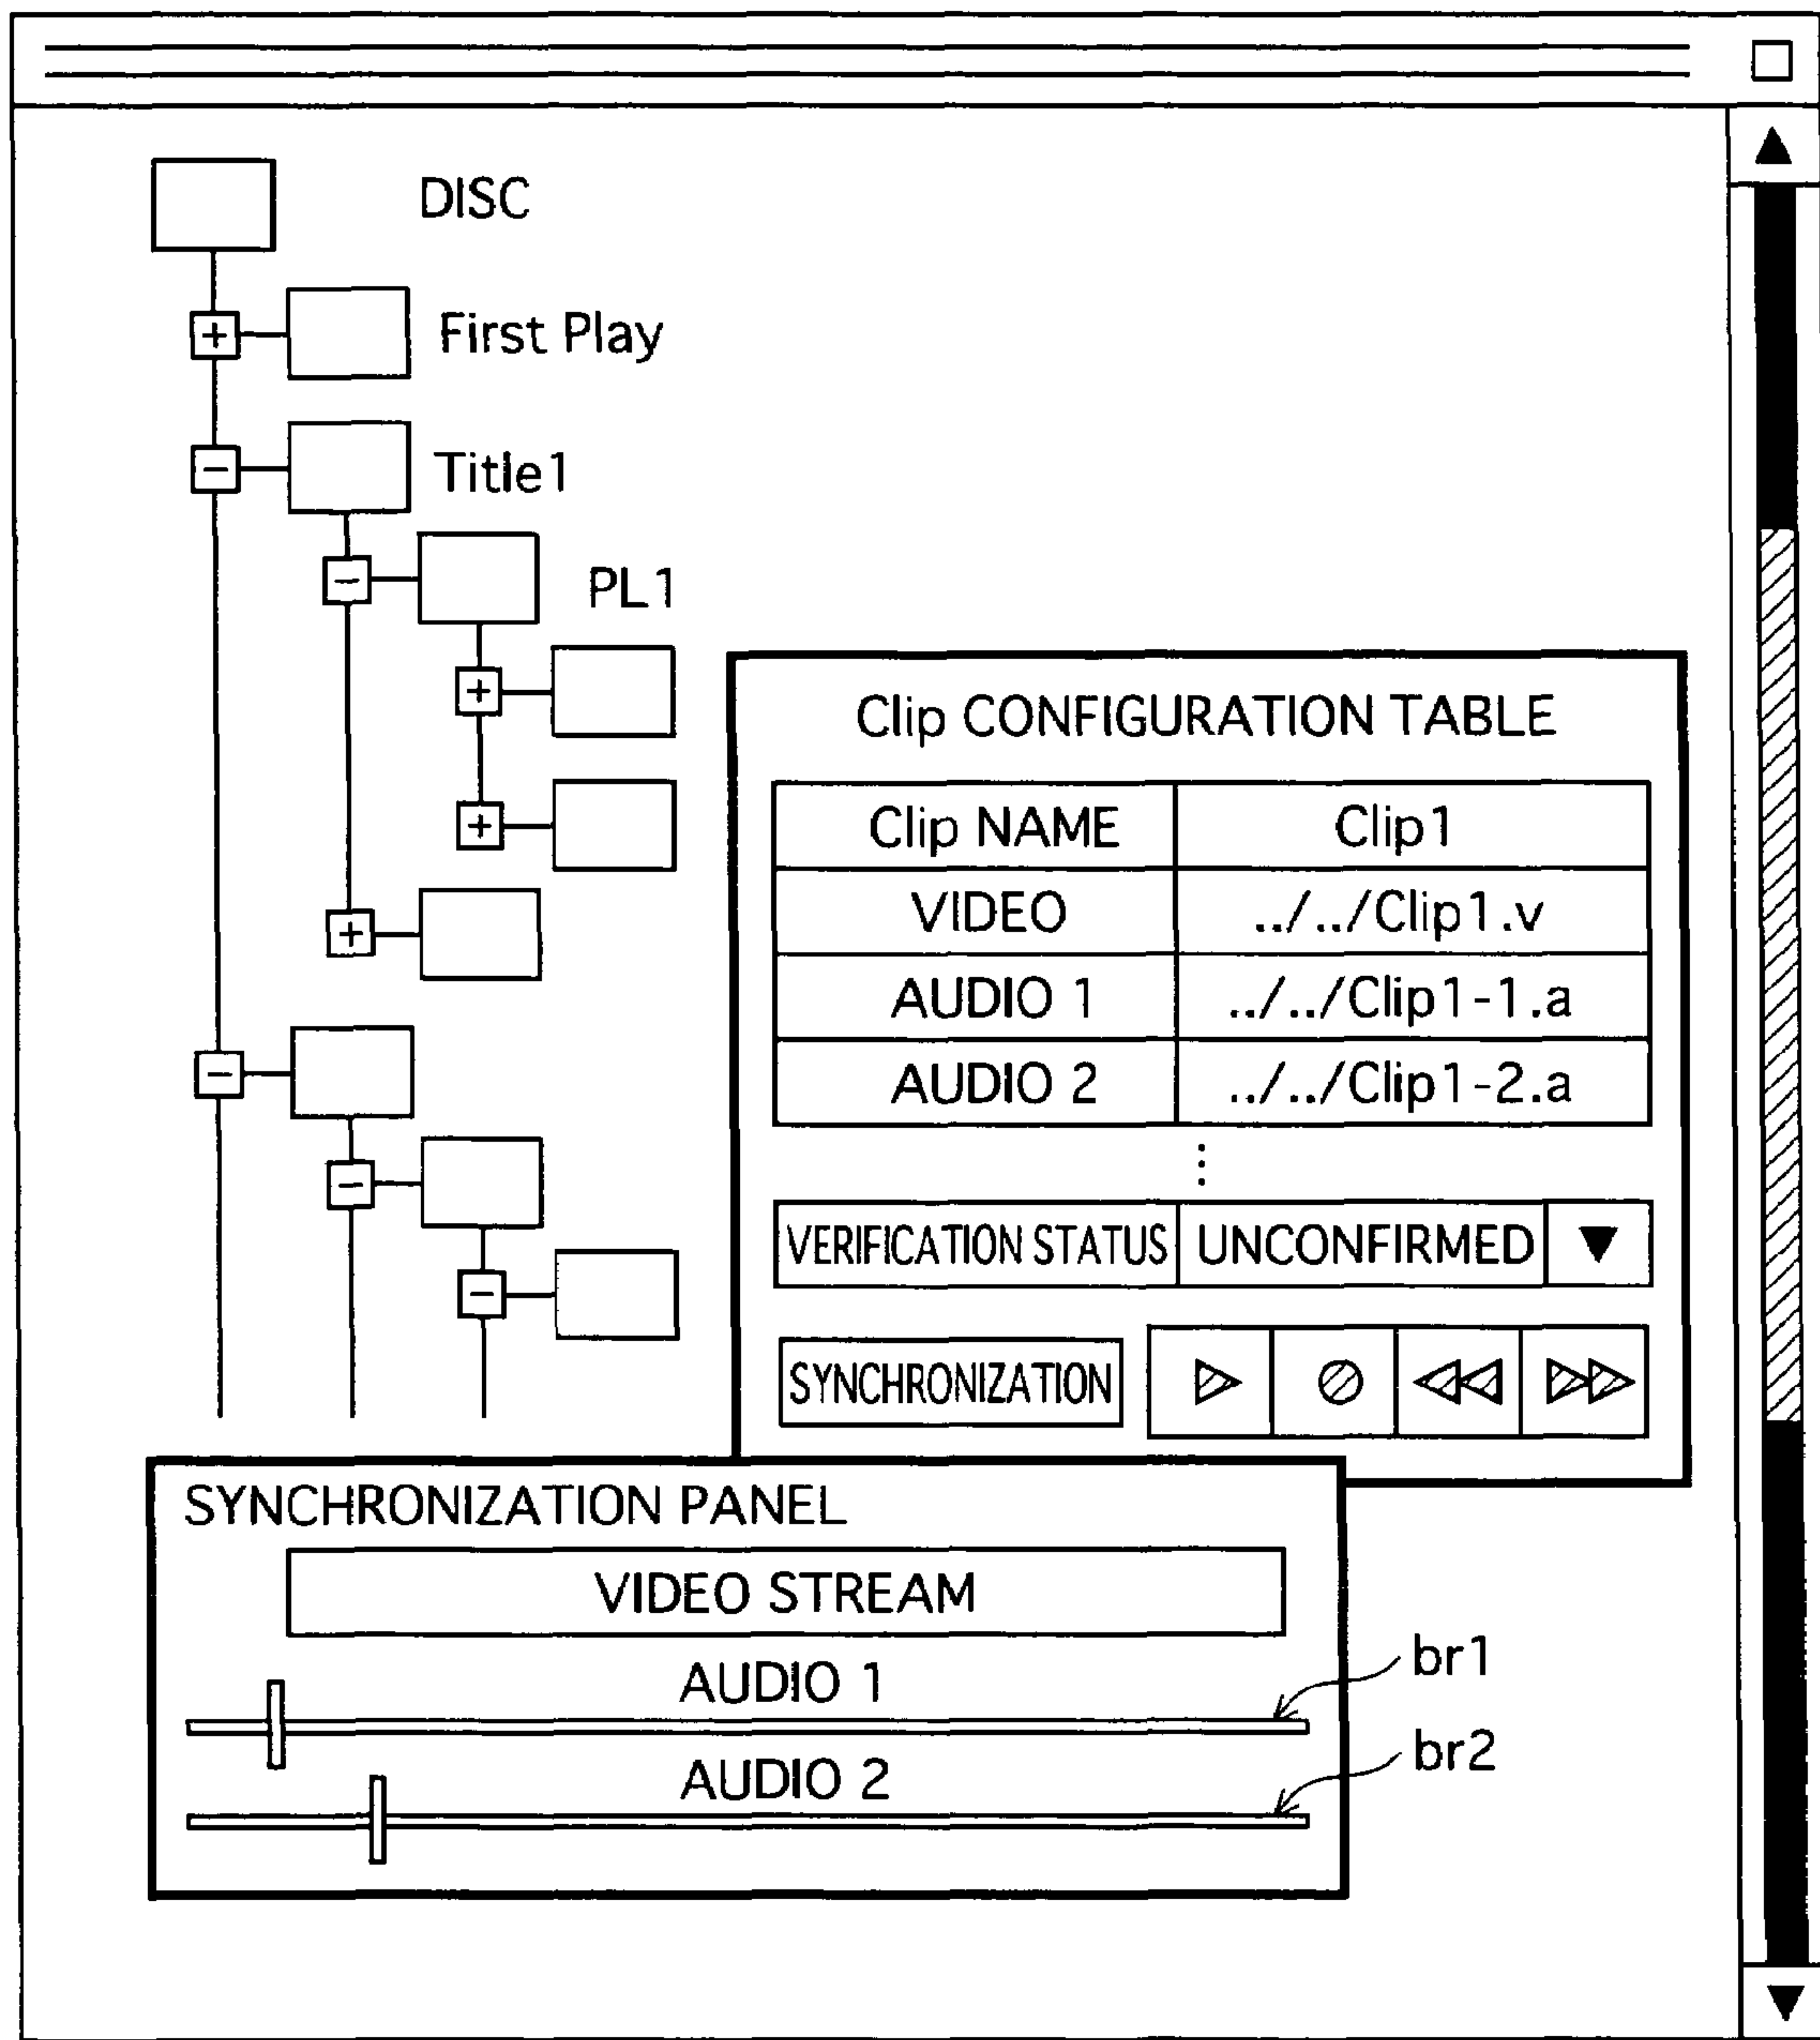 DISC
+ First Play
- Title1
- PL1
+
+
+
-
-
-
Clip CONFIGURATION TABLE
Clip NAME Clip1
VIDEO ../../Clip1.v
AUDIO 1 ../../Clip1-1.a
AUDIO 2 ../../Clip1-2.a
⋮
VERIFICATION STATUS UNCONFIRMED ▼
SYNCHRONIZATION
SYNCHRONIZATION PANEL
VIDEO STREAM
AUDIO 1
br1
AUDIO 2
br2